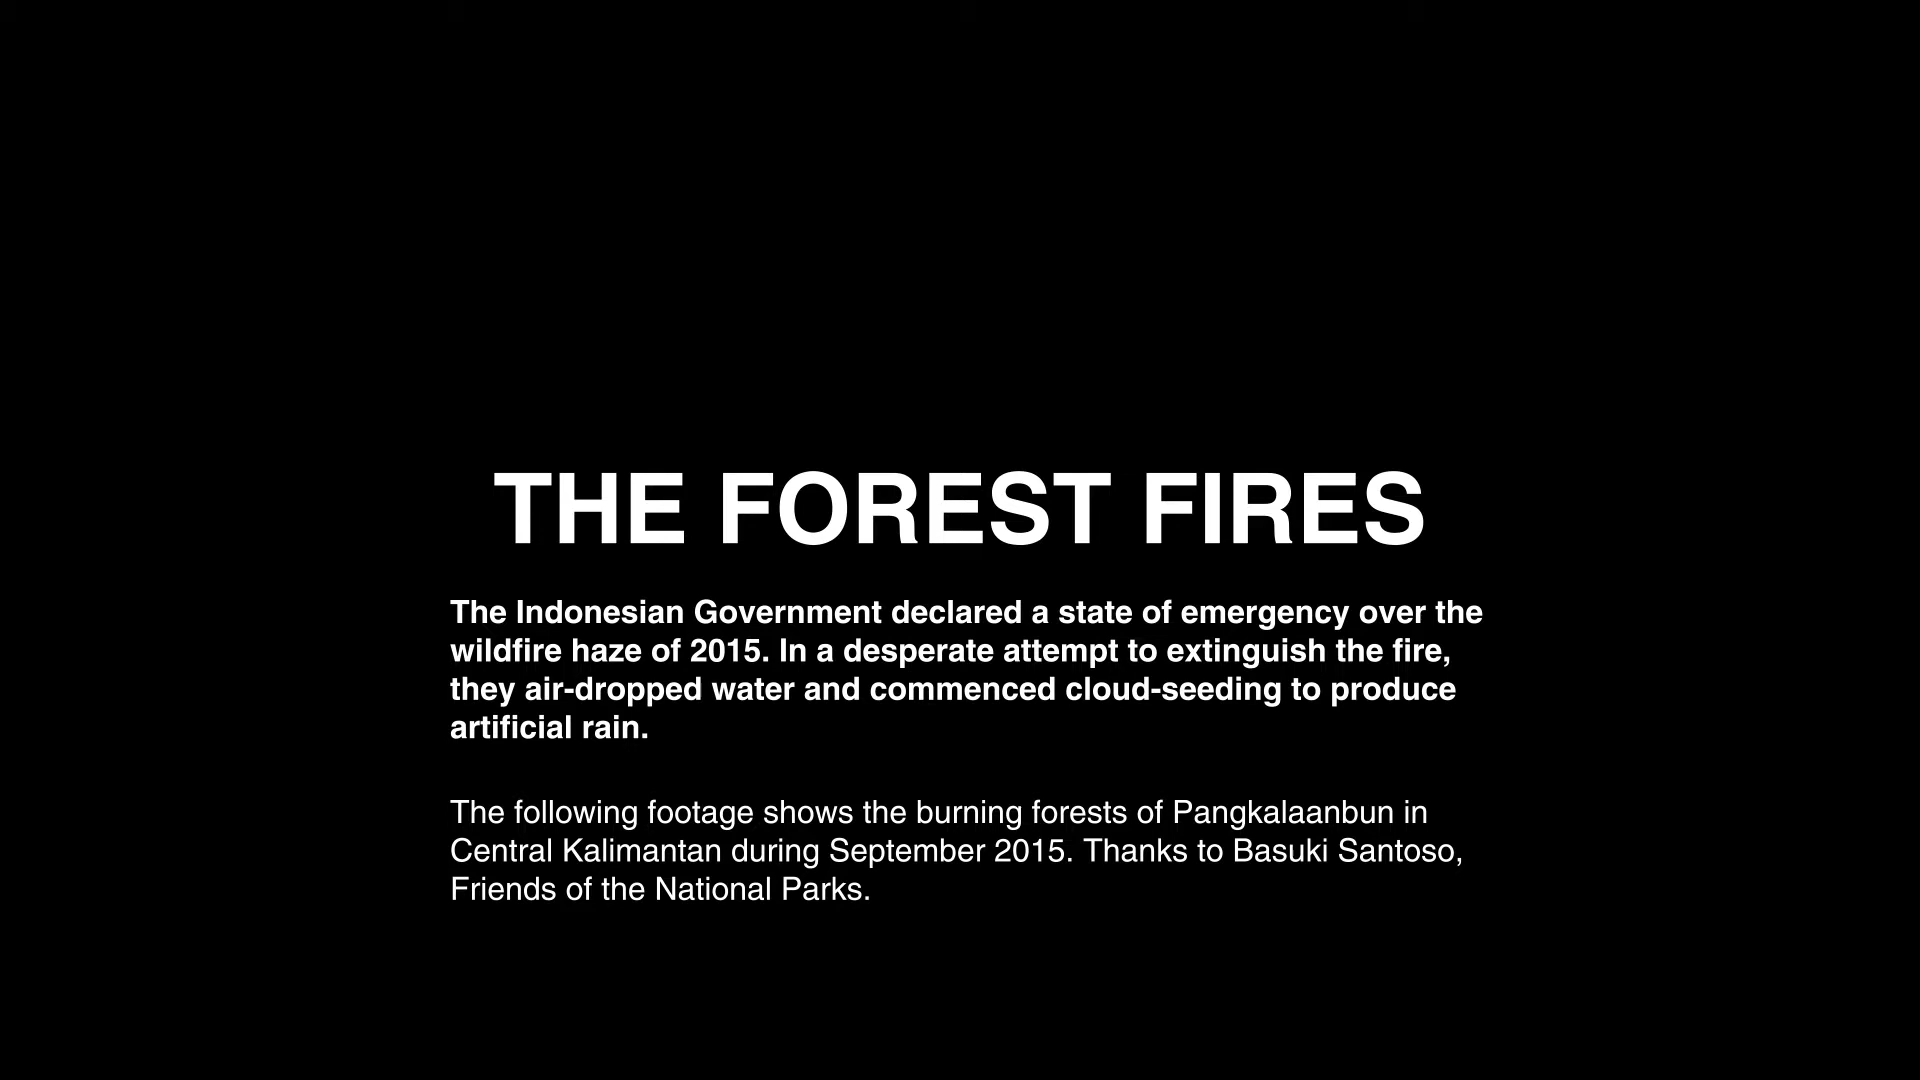 THE FOREST FIRES
The Indonesian Government declared a state of emergency over the
wildfire haze of 2015. In a desperate attempt to extinguish the fire,
they air-dropped water and commenced cloud-seeding to produce
artificial rain.
The following footage shows the burning forests of Pangkalaanbun in
Central Kalimantan during September 2015. Thanks to Basuki Santoso,
Friends of the National Parks.